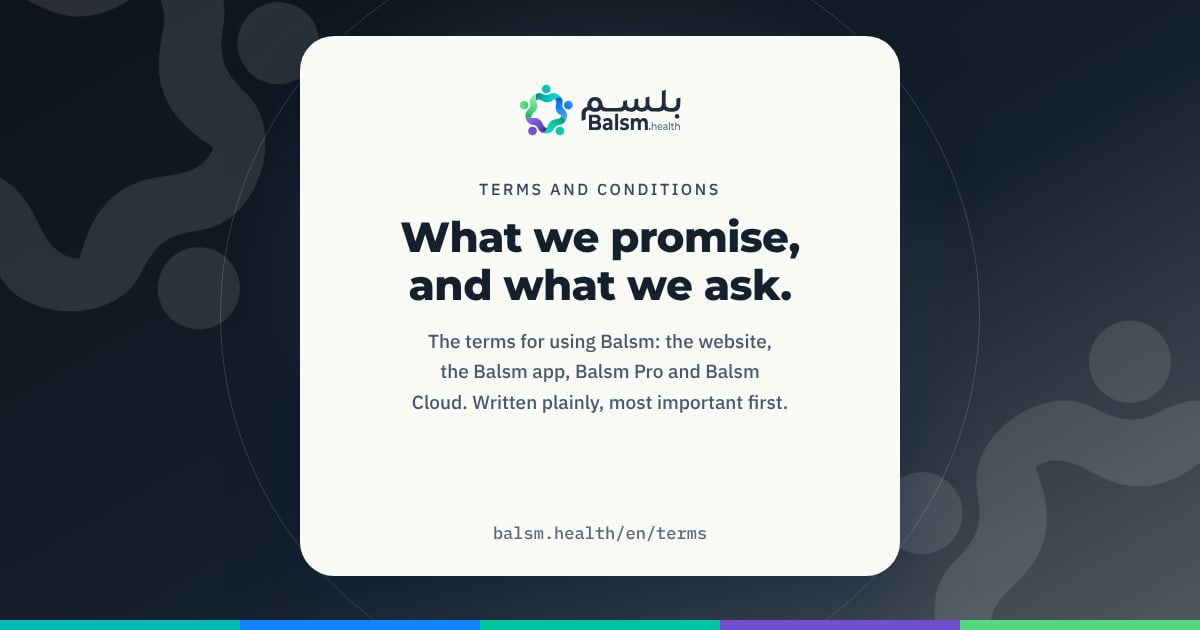 بلسم
Balsm.health
TERMS AND CONDITIONS
What we promise,
and what we ask.
The terms for using Balsm: the website,
the Balsm app, Balsm Pro and Balsm
Cloud. Written plainly, most important first.
balsm.health/en/terms